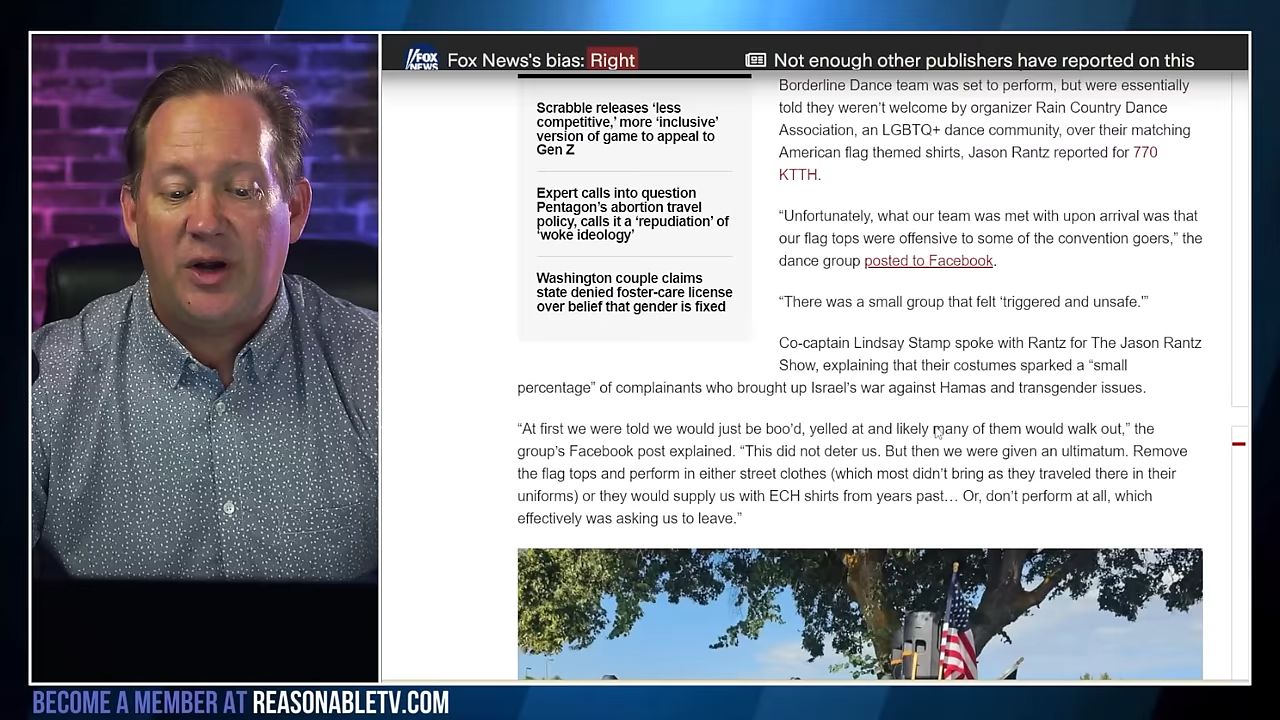 FOX NEWS Fox News's bias: Right
Not enough other publishers have reported on this
Scrabble releases ‘less
competitive,’ more ‘inclusive’
version of game to appeal to
Gen Z
Expert calls into question
Pentagon’s abortion travel
policy, calls it a ‘repudiation’ of
‘woke ideology’
Washington couple claims
state denied foster-care license
over belief that gender is fixed
Borderline Dance team was set to perform, but were essentially
told they weren’t welcome by organizer Rain Country Dance
Association, an LGBTQ+ dance community, over their matching
American flag themed shirts, Jason Rantz reported for 770
KTTH.
“Unfortunately, what our team was met with upon arrival was that
our flag tops were offensive to some of the convention goers,” the
dance group posted to Facebook.
“There was a small group that felt ‘triggered and unsafe.’”
Co-captain Lindsay Stamp spoke with Rantz for The Jason Rantz
Show, explaining that their costumes sparked a “small
percentage” of complainants who brought up Israel’s war against Hamas and transgender issues.
“At first we were told we would just be boo’d, yelled at and likely many of them would walk out,” the
group’s Facebook post explained. “This did not deter us. But then we were given an ultimatum. Remove
the flag tops and perform in either street clothes (which most didn’t bring as they traveled there in their
uniforms) or they would supply us with ECH shirts from years past… Or, don’t perform at all, which
effectively was asking us to leave.”
BECOME A MEMBER AT REASONABLETV.COM